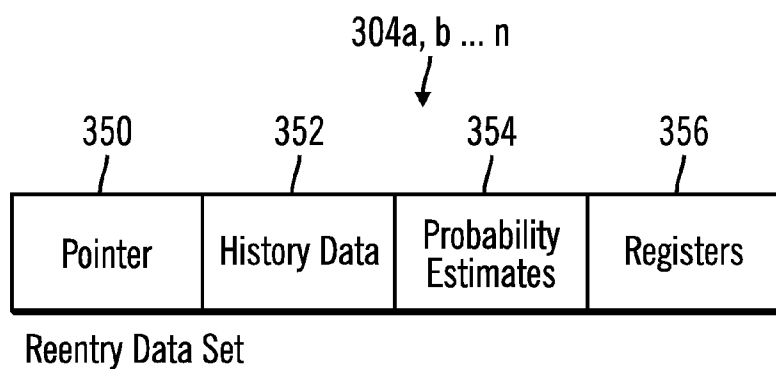 304a, b ... n
350 352 354 356
Pointer History Data Probability Estimates Registers
Reentry Data Set